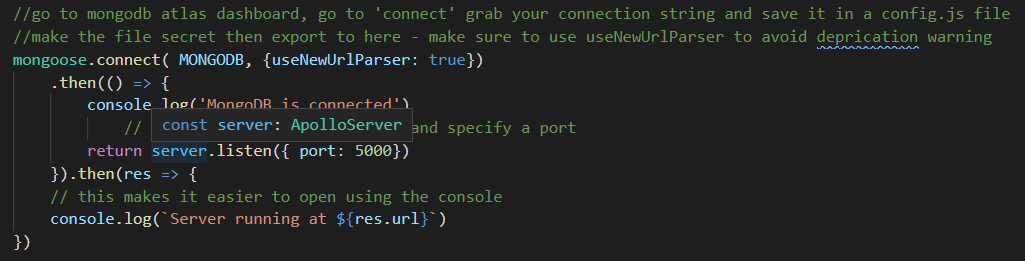 //go to mongodb atlas dashboard, go to 'connect' grab your connection string and save it in a config.js file
//make the file secret then export to here - make sure to use useNewUrlParser to avoid deprication warning
mongoose.connect( MONGODB, {useNewUrlParser: true})
.then(() => {
console.log('MongoDB is connected')
const server: ApolloServer
// and specify a port
return server.listen({ port: 5000})
}).then(res => {
// this makes it easier to open using the console
console.log(`Server running at ${res.url}`)
})